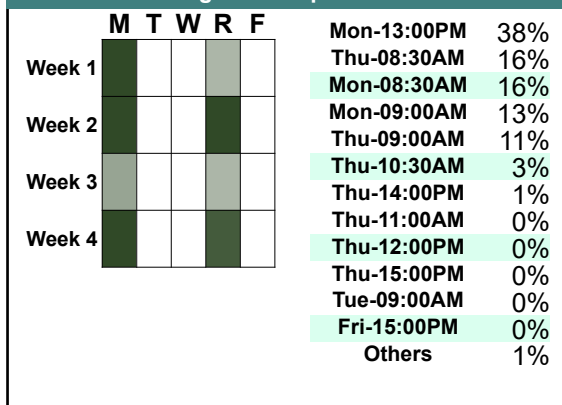 M T W R F
Week 1
Week 2
Week 3
Week 4
Mon-13:00PM 38%
Thu-08:30AM 16%
Mon-08:30AM 16%
Mon-09:00AM 13%
Thu-09:00AM 11%
Thu-10:30AM 3%
Thu-14:00PM 1%
Thu-11:00AM 0%
Thu-12:00PM 0%
Thu-15:00PM 0%
Tue-09:00AM 0%
Fri-15:00PM 0%
Others 1%